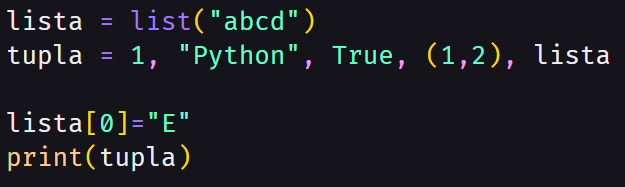 lista = list("abcd")
tupla = 1, "Python", True, (1,2), lista
lista[0]="E"
print(tupla)